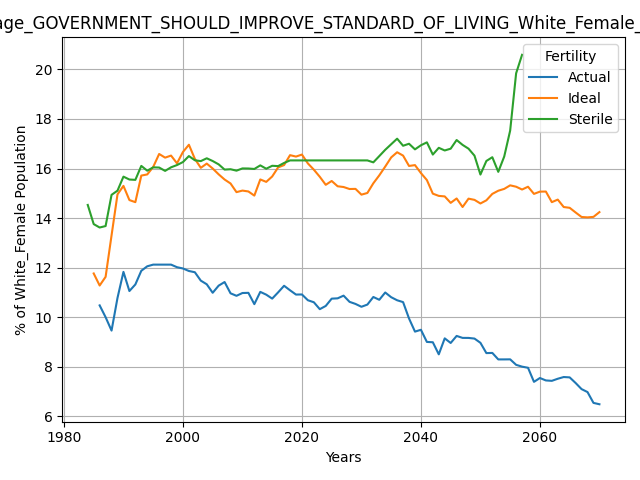 age_GOVERNMENT_SHOULD_IMPROVE_STANDARD_OF_LIVING_White_Female_
Fertility
Actual
Ideal
Sterile
% of White_Female Population
20
18
16
14
12
10
8
6
1980
2000
2020
2040
2060
Years